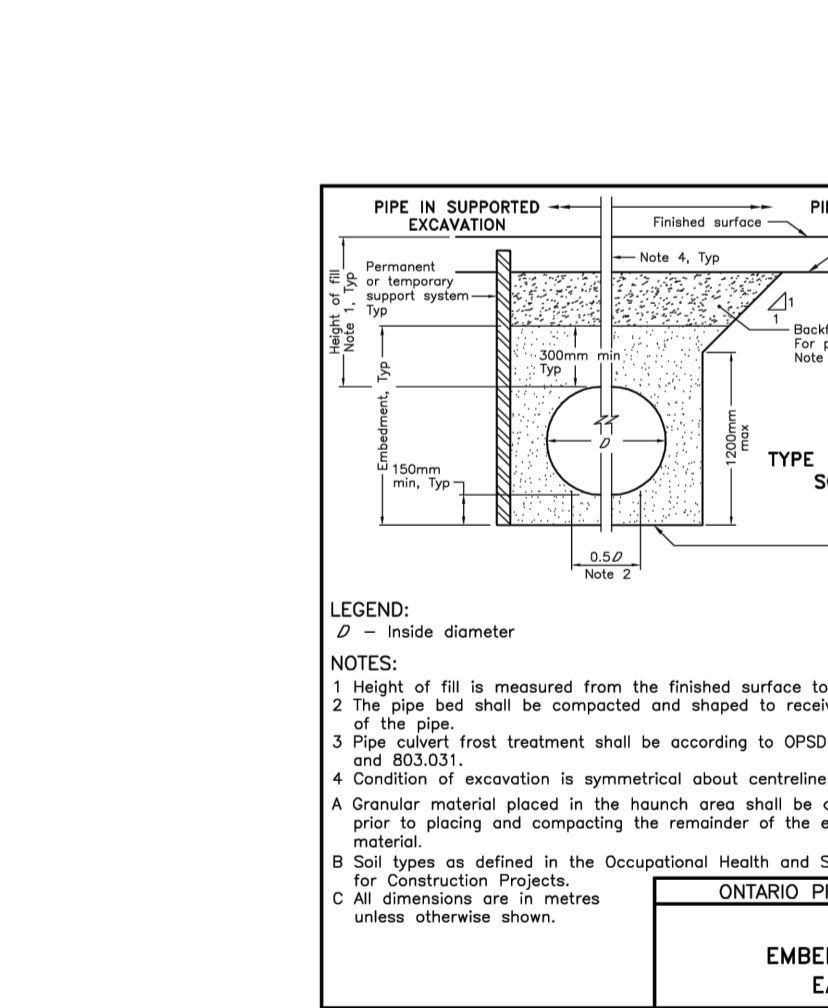 PIPE IN SUPPORTED
EXCAVATION
Finished surface
Note 4, Typ
Height of fill
Note 1, Typ
Permanent
or temporary
support system
Typ
1
1
300mm min
Typ
For
Note
Embedment, Typ
D
1200mm
max
150mm
min, Typ
TYPE
0.5D
Note 2
LEGEND:
D – Inside diameter
NOTES:
1 Height of fill is measured from the finished surface to
2 The pipe bed shall be compacted and shaped to
of the pipe.
3 Pipe culvert frost treatment shall be according to OPSD
and 803.031.
4 Condition of excavation is symmetrical about centreline
A Granular material placed in the haunch area shall be
prior to placing and compacting the remainder of the
material.
B Soil types as defined in the Occupational Health and
for Construction Projects.
C All dimensions are in metres
unless otherwise shown.
ONTARIO